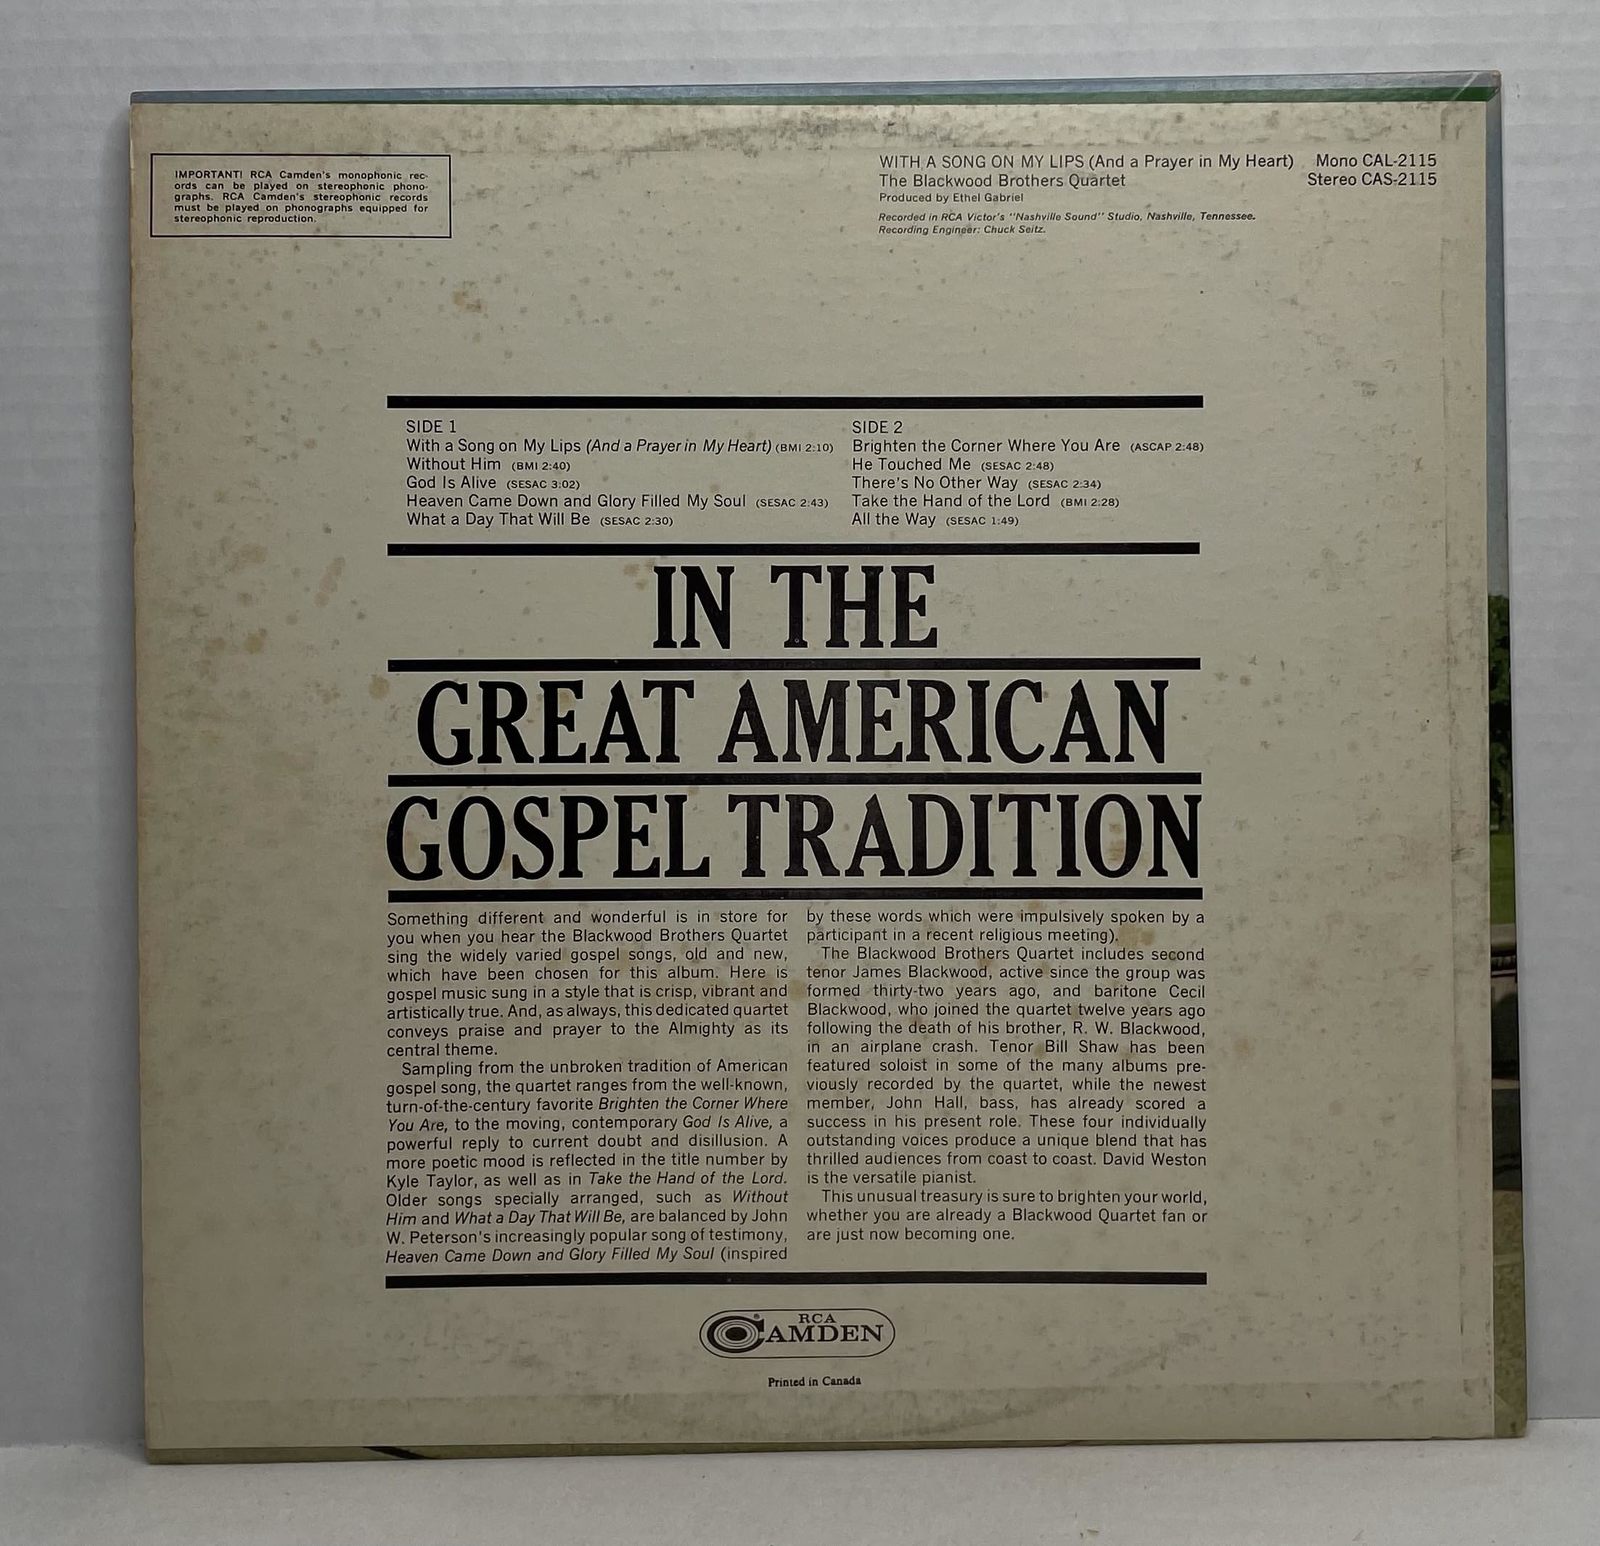 IMPORTANT! RCA Camden's monophonic rec-
ords can be played on stereophonic phono-
graphs. RCA Camden's stereophonic records
must be played on phonographs equipped for
stereophonic reproduction.
WITH A SONG ON MY LIPS (And a Prayer in My Heart) Mono CAL-2115
The Blackwood Brothers Quartet Stereo CAS-2115
Produced by Ethel Gabriel
Recorded in RCA Victor's "Nashville Sound" Studio, Nashville, Tennessee.
Recording Engineer: Chuck Seitz.
SIDE 1
With a Song on My Lips (And a Prayer in My Heart) (BMI 2:10)
Without Him (BMI 2:40)
God Is Alive (SESAC 3:02)
Heaven Came Down and Glory Filled My Soul (SESAC 2:43)
What a Day That Will Be (SESAC 2:30)
SIDE 2
Brighten the Corner Where You Are (ASCAP 2:48)
He Touched Me (SESAC 2:48)
There's No Other Way (SESAC 2:34)
Take the Hand of the Lord (BMI 2:28)
All the Way (SESAC 1:49)
IN THE
GREAT AMERICAN
GOSPEL TRADITION
Something different and wonderful is in store for
you when you hear the Blackwood Brothers Quartet
sing the widely varied gospel songs, old and new,
which have been chosen for this album. Here is
gospel music sung in a style that is crisp, vibrant and
artistically true. And, as always, this dedicated quartet
conveys praise and prayer to the Almighty as its
central theme.
Sampling from the unbroken tradition of American
gospel song, the quartet ranges from the well-known,
turn-of-the-century favorite Brighten the Corner Where
You Are, to the moving, contemporary God Is Alive, a
powerful reply to current doubt and disillusion. A
more poetic mood is reflected in the title number by
Kyle Taylor, as well as in Take the Hand of the Lord.
Older songs specially arranged, such as Without
Him and What a Day That Will Be, are balanced by John
W. Peterson's increasingly popular song of testimony,
Heaven Came Down and Glory Filled My Soul (inspired
by these words which were impulsively spoken by a
participant in a recent religious meeting).
The Blackwood Brothers Quartet includes second
tenor James Blackwood, active since the group was
formed thirty-two years ago, and baritone Cecil
Blackwood, who joined the quartet twelve years ago
following the death of his brother, R. W. Blackwood,
in an airplane crash. Tenor Bill Shaw has been
featured soloist in some of the many albums pre-
viously recorded by the quartet, while the newest
member, John Hall, bass, has already scored a
success in his present role. These four individually
outstanding voices produce a unique blend that has
thrilled audiences from coast to coast. David Weston
is the versatile pianist.
This unusual treasury is sure to brighten your world,
whether you are already a Blackwood Quartet fan or
are just now becoming one.
RCA
CAMDEN
Printed in Canada